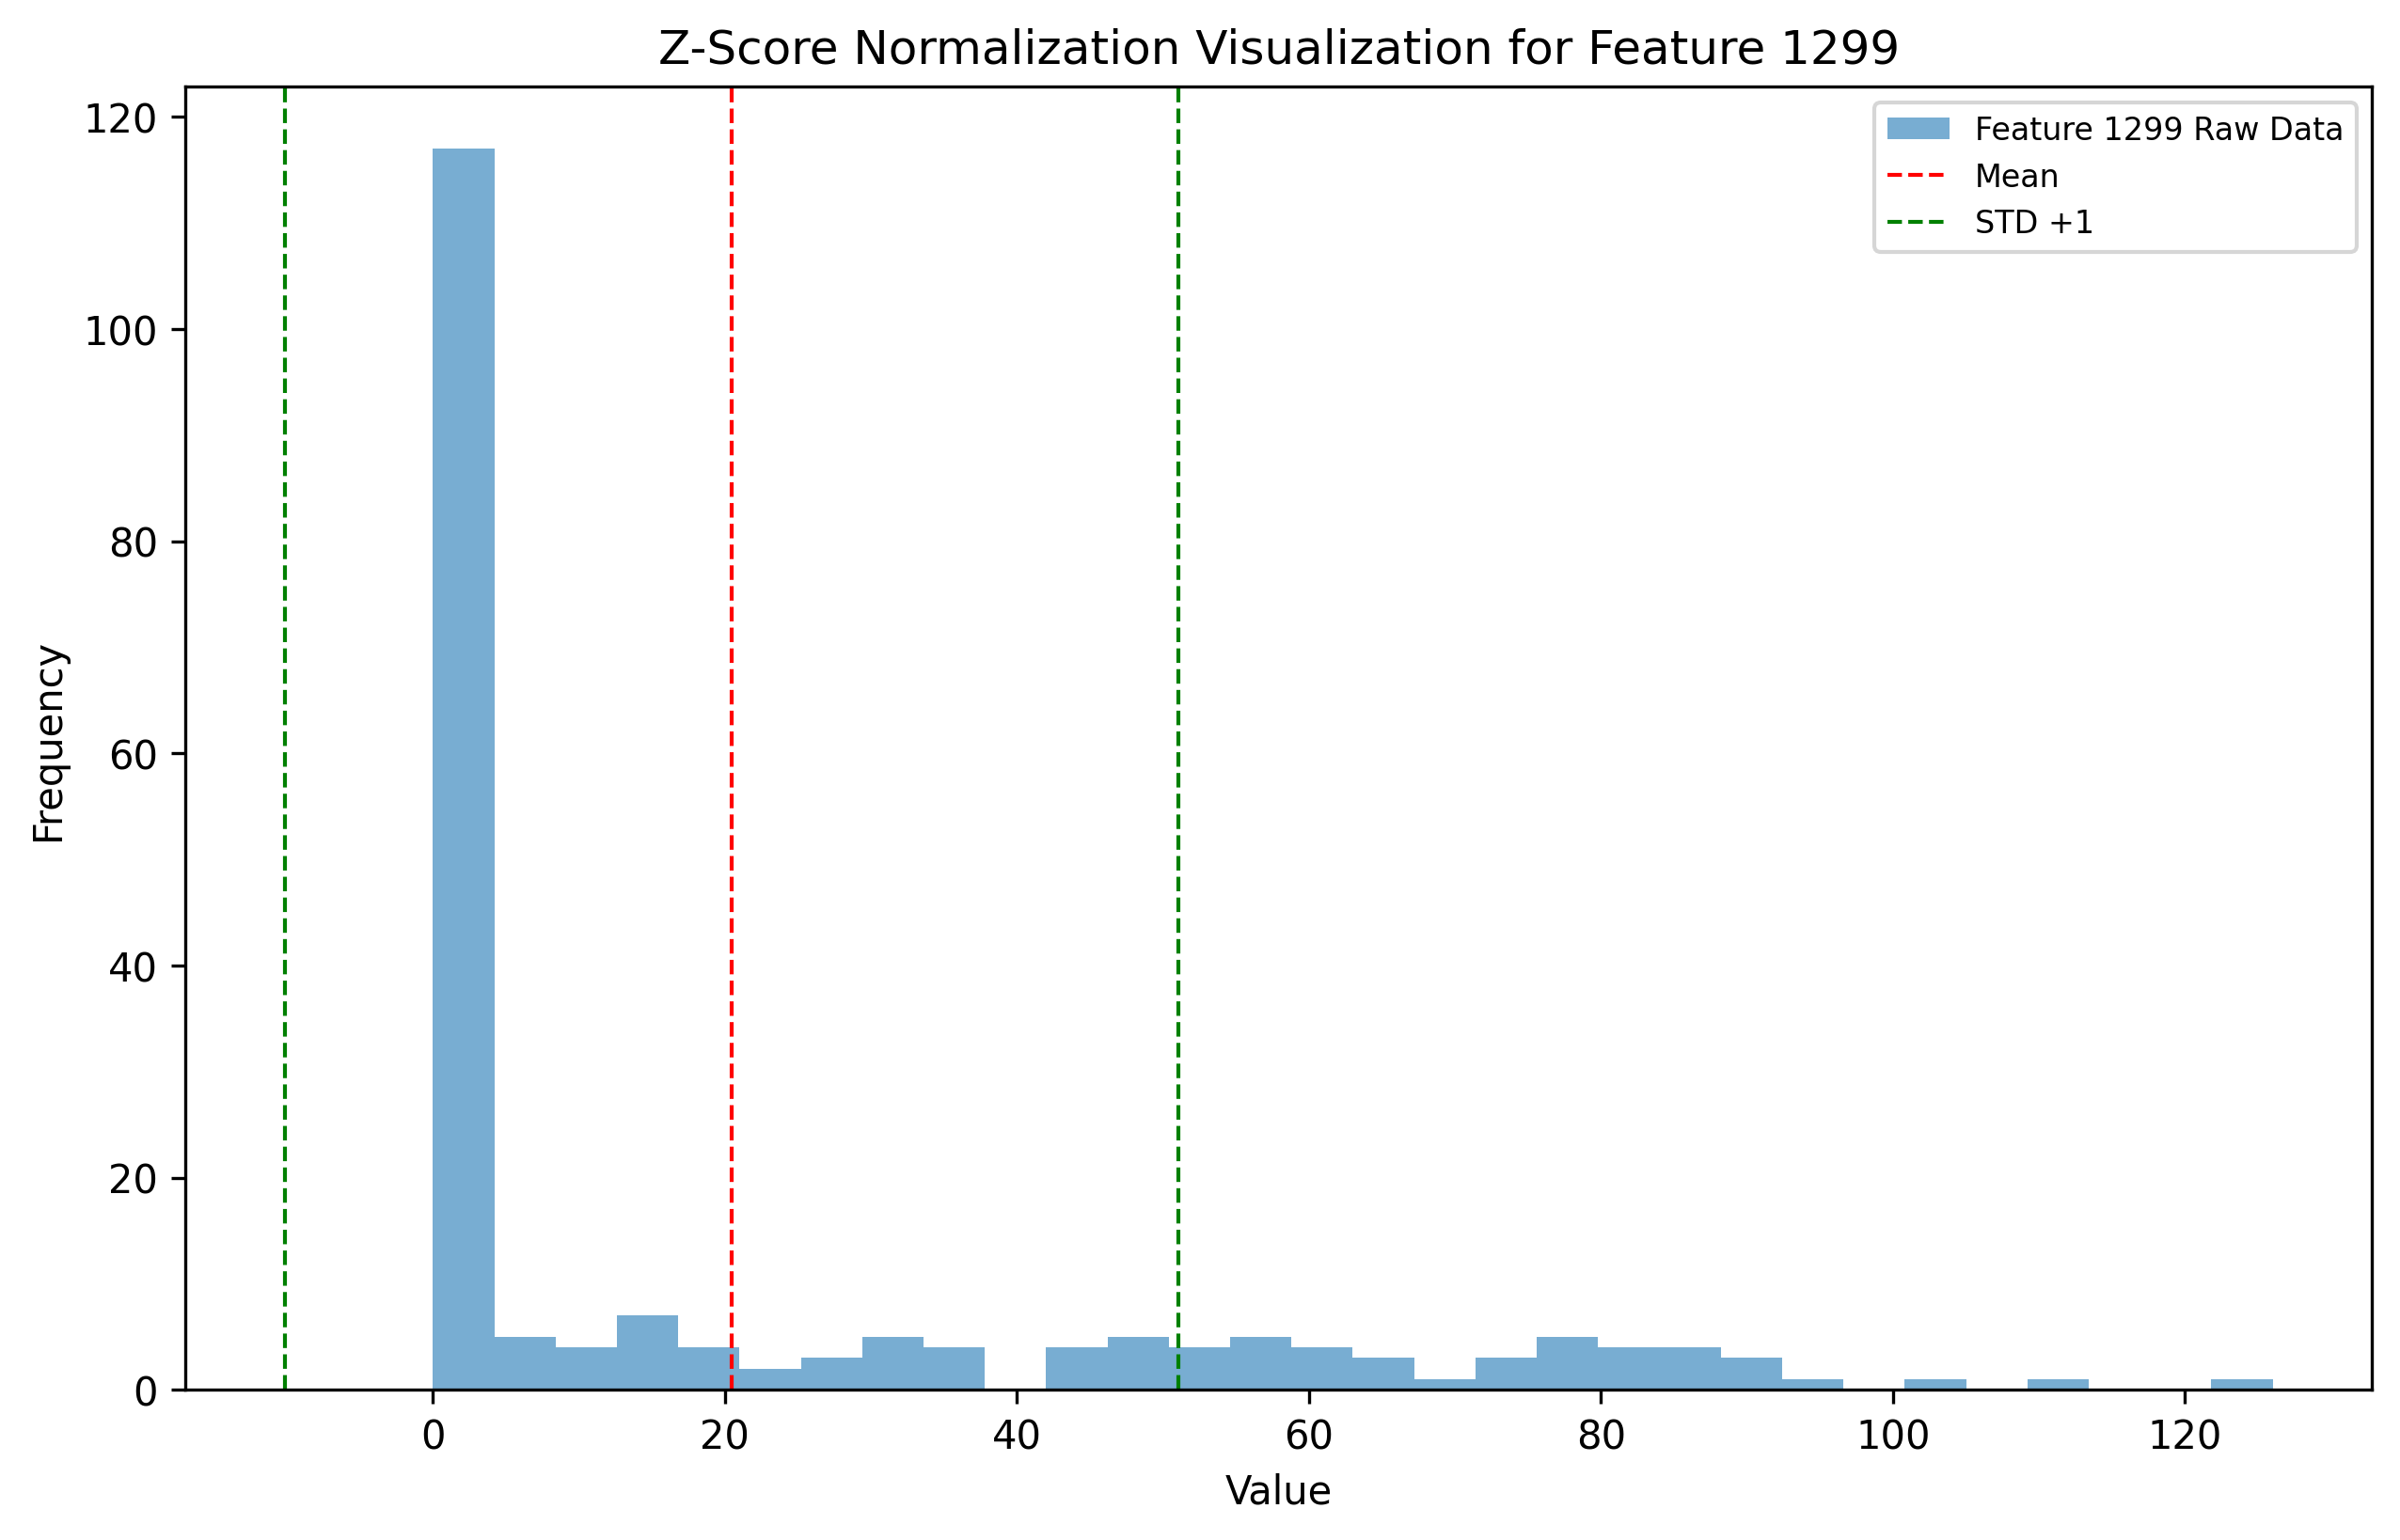 Z-Score Normalization Visualization for Feature 1299
Feature 1299 Raw Data
Mean
STD +1
120
100
80
60
40
20
0
Frequency
0 20 40 60 80 100 120
Value